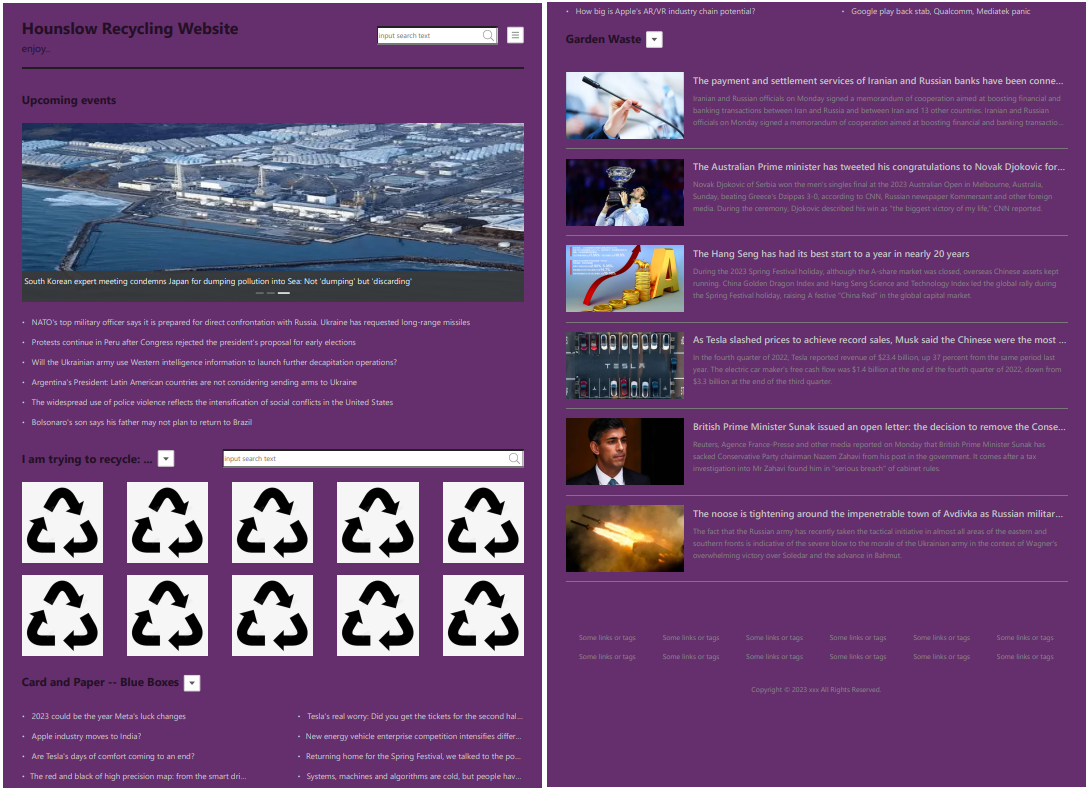 Hounslow Recycling Website
enjoy..
input search text
Upcoming events
South Korean expert meeting condemns Japan for dumping pollution into Sea: Not 'dumping' but 'discarding'
• NATO's top military officer says it is prepared for direct confrontation with Russia. Ukraine has requested long-range missiles
• Protests continue in Peru after Congress rejected the president's proposal for early elections
• Will the Ukrainian army use Western intelligence information to launch further decapitation operations?
• Argentina's President: Latin American countries are not considering sending arms to Ukraine
• The widespread use of police violence reflects the intensification of social conflicts in the United States
• Bolsonaro's son says his father may not plan to return to Brazil
I am trying to recycle: ...
input search text
Card and Paper -- Blue Boxes
• 2023 could be the year Meta's luck changes
• Tesla's real worry: Did you get the tickets for the second hal...
• Apple industry moves to India?
• New energy vehicle enterprise competition intensifies differ...
• Are Tesla's days of comfort coming to an end?
• Returning home for the Spring Festival, we talked to the po...
• The red and black of high precision map: from the smart dri...
• Systems, machines and algorithms are cold, but people hav...
• How big is Apple's AR/VR industry chain potential?
• Google play back stab, Qualcomm, Mediatek panic
Garden Waste
The payment and settlement services of Iranian and Russian banks have been conne...
Iranian and Russian officials on Monday signed a memorandum of cooperation aimed at boosting financial and
banking transactions between Iran and Russia and between Iran and 13 other countries. Iranian and Russian
officials on Monday signed a memorandum of cooperation aimed at boosting financial and banking transactio...
The Australian Prime minister has tweeted his congratulations to Novak Djokovic for...
Novak Djokovic of Serbia won the men's singles final at the 2023 Australian Open in Melbourne, Australia,
Sunday, beating Greece's Dzippas 3-0, according to CNN, Russian newspaper Kommersant and other foreign
media. During the ceremony, Djokovic described his win as "the biggest victory of my life," CNN reported.
The Hang Seng has had its best start to a year in nearly 20 years
During the 2023 Spring Festival holiday, although the A-share market was closed, overseas Chinese assets kept
running. China Golden Dragon Index and Hang Seng Science and Technology Index led the global rally during
the Spring Festival holiday, raising A festive "China Red" in the global capital market.
A
As Tesla slashed prices to achieve record sales, Musk said the Chinese were the most ...
In the fourth quarter of 2022, Tesla reported revenue of $23.4 billion, up 37 percent from the same period last
year. The electric car maker's free cash flow was $1.4 billion at the end of the fourth quarter of 2022, down from
$3.3 billion at the end of the third quarter.
TESLA
British Prime Minister Sunak issued an open letter: the decision to remove the Conse...
Reuters, Agence France-Presse and other media reported on Monday that British Prime Minister Sunak has
sacked Conservative Party chairman Nazem Zahavi from his post in the government. It comes after a tax
investigation into Mr Zahavi found him in "serious breach" of cabinet rules.
The noose is tightening around the impenetrable town of Avdivka as Russian militar...
The fact that the Russian army has recently taken the tactical initiative in almost all areas of the eastern and
southern fronts is indicative of the severe blow to the morale of the Ukrainian army in the context of Wagner's
overwhelming victory over Soledar and the advance in Bahmut.
Some links or tags Some links or tags Some links or tags Some links or tags Some links or tags Some links or tags
Some links or tags Some links or tags Some links or tags Some links or tags Some links or tags Some links or tags
Copyright © 2023 xxx All Rights Reserved.